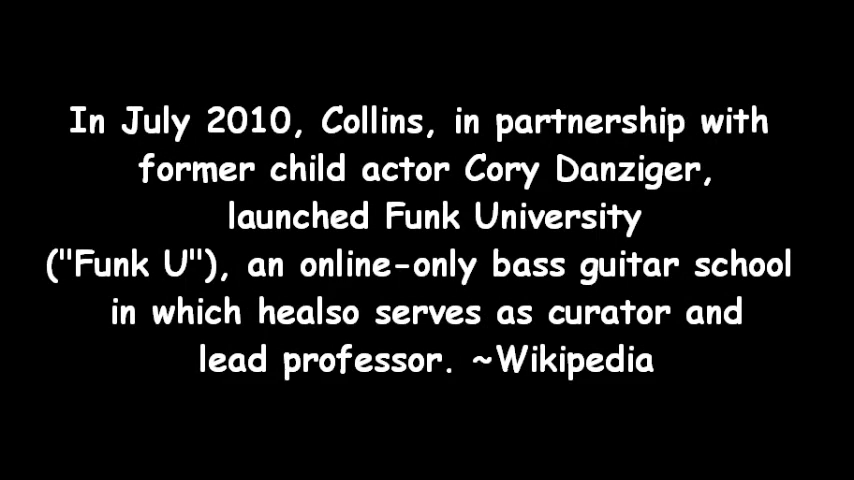 In July 2010, Collins, in partnership with
former child actor Cory Danziger,
launched Funk University
("Funk U"), an online-only bass guitar school
in which healso serves as curator and
lead professor. ~Wikipedia